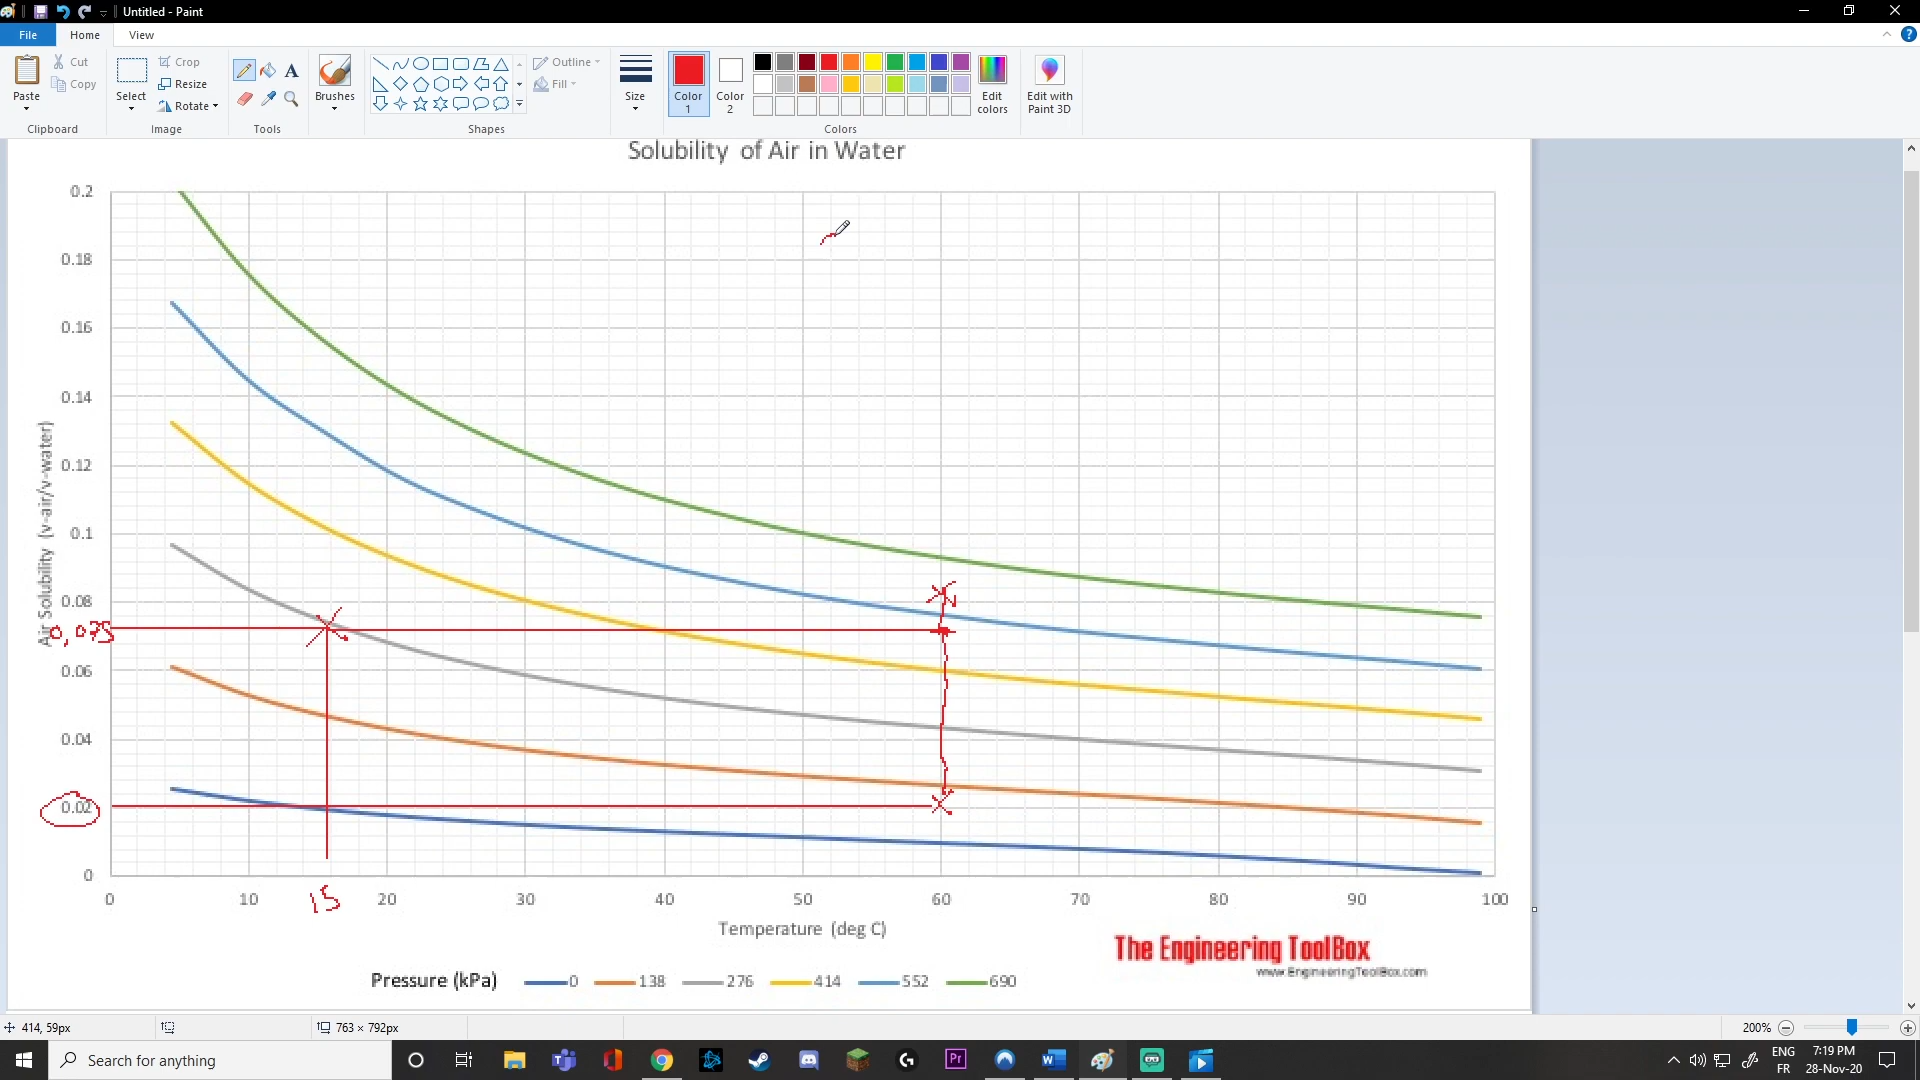 Untitled - Paint
File Home View
Paste Cut Copy Clipboard
Select Crop Resize Rotate Image
Tools
Brushes
Outline Fill Shapes
Size
Color 1 Color 2 Edit colors Colors
Edit with Paint 3D
Solubility of Air in Water
Air Solubility (v-air/v-water)
0.2
0.18
0.16
0.14
0.12
0.1
0.08
0.06
0.04
0.02
0
0 10 20 30 40 50 60 70 80 90 100
15
Temperature (deg C)
The Engineering ToolBox
www.EngineeringToolBox.com
Pressure (kPa) 0 138 276 414 552 690
414, 59px 763 × 792px 200%
Search for anything
ENG 7:19 PM
FR 28-Nov-20